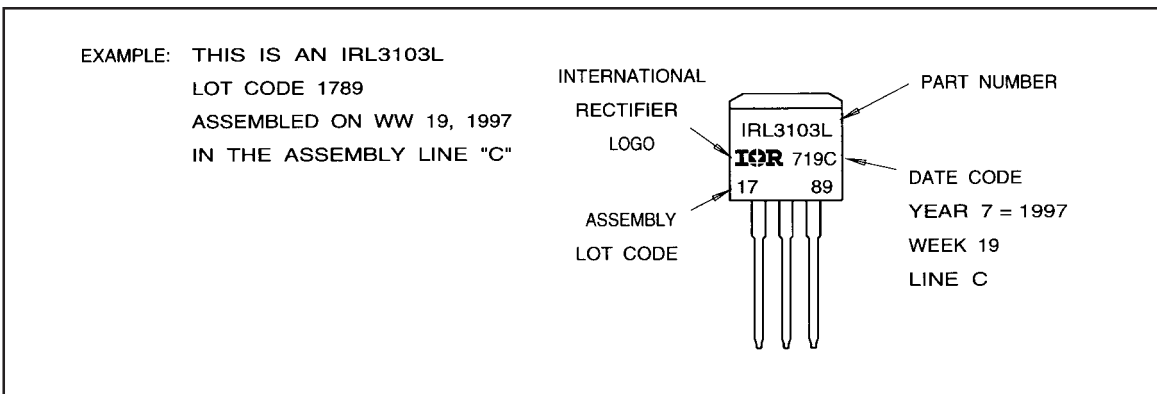 EXAMPLE: THIS IS AN IRL3103L
LOT CODE 1789
ASSEMBLED ON WW 19, 1997
IN THE ASSEMBLY LINE "C"
INTERNATIONAL
RECTIFIER
LOGO
ASSEMBLY
LOT CODE
IRL3103L
IOR 719C
17 89
PART NUMBER
DATE CODE
YEAR 7 = 1997
WEEK 19
LINE C